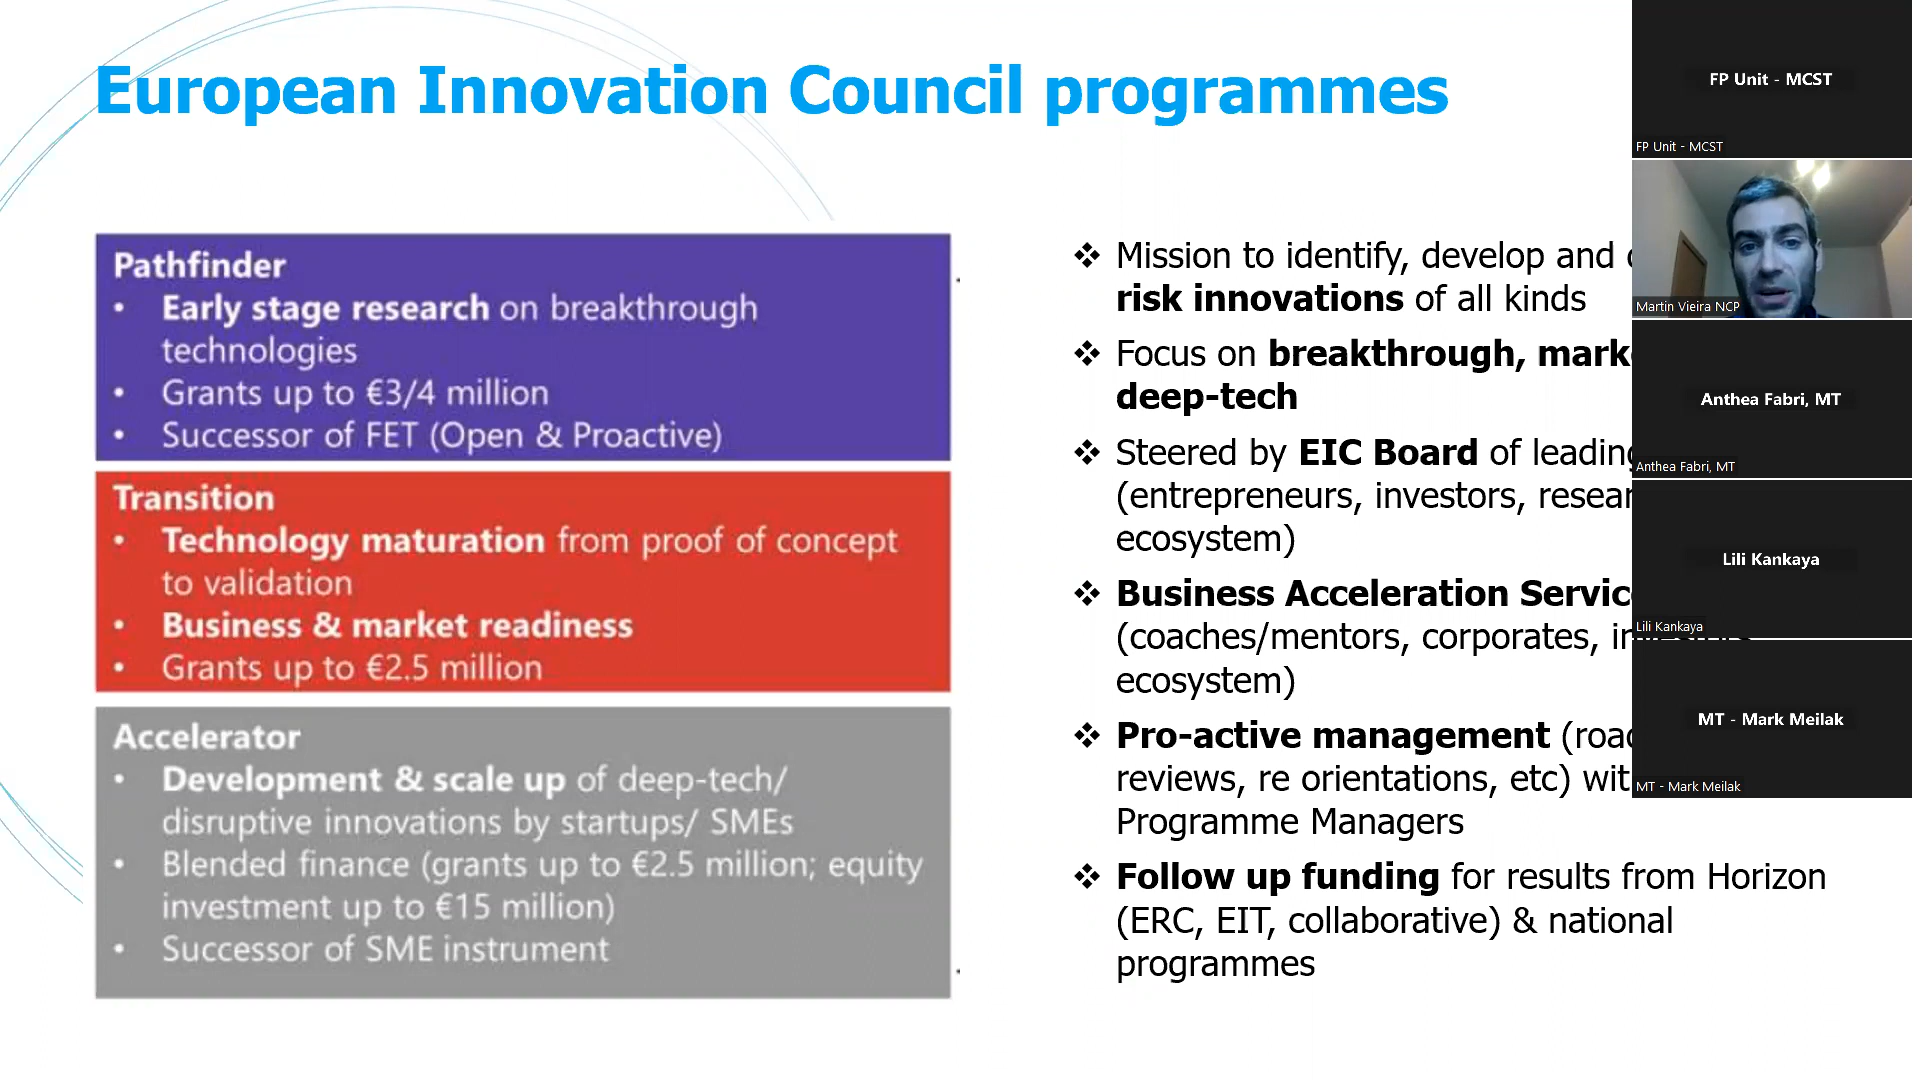 European Innovation Council programmes
Pathfinder
• Early stage research on breakthrough
technologies
• Grants up to €3/4 million
• Successor of FET (Open & Proactive)
Transition
• Technology maturation from proof of concept
to validation
• Business & market readiness
• Grants up to €2.5 million
Accelerator
• Development & scale up of deep-tech/
disruptive innovations by startups/ SMEs
• Blended finance (grants up to €2.5 million; equity
investment up to €15 million)
• Successor of SME instrument
❖ Mission to identify, develop and
risk innovations of all kinds
❖ Focus on breakthrough,
deep-tech
❖ Steered by EIC Board of leading
(entrepreneurs, investors,
ecosystem)
❖ Business Acceleration
(coaches/mentors, corporates,
ecosystem)
❖ Pro-active management
reviews, re orientations, etc)
Programme Managers
❖ Follow up funding for results from Horizon
(ERC, EIT, collaborative) & national
programmes
FP Unit - MCST
FP Unit - MCST
Martin Vieira NCP
Anthea Fabri, MT
Anthea Fabri, MT
Lili Kankaya
Lili Kankaya
MT - Mark Meilak
MT - Mark Meilak